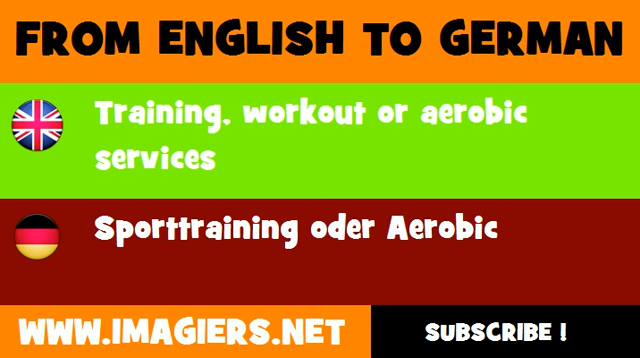 FROM ENGLISH TO GERMAN
Training, workout or aerobic
services
Sporttraining oder Aerobic
WWW.IMAGIERS.NET
SUBSCRIBE !